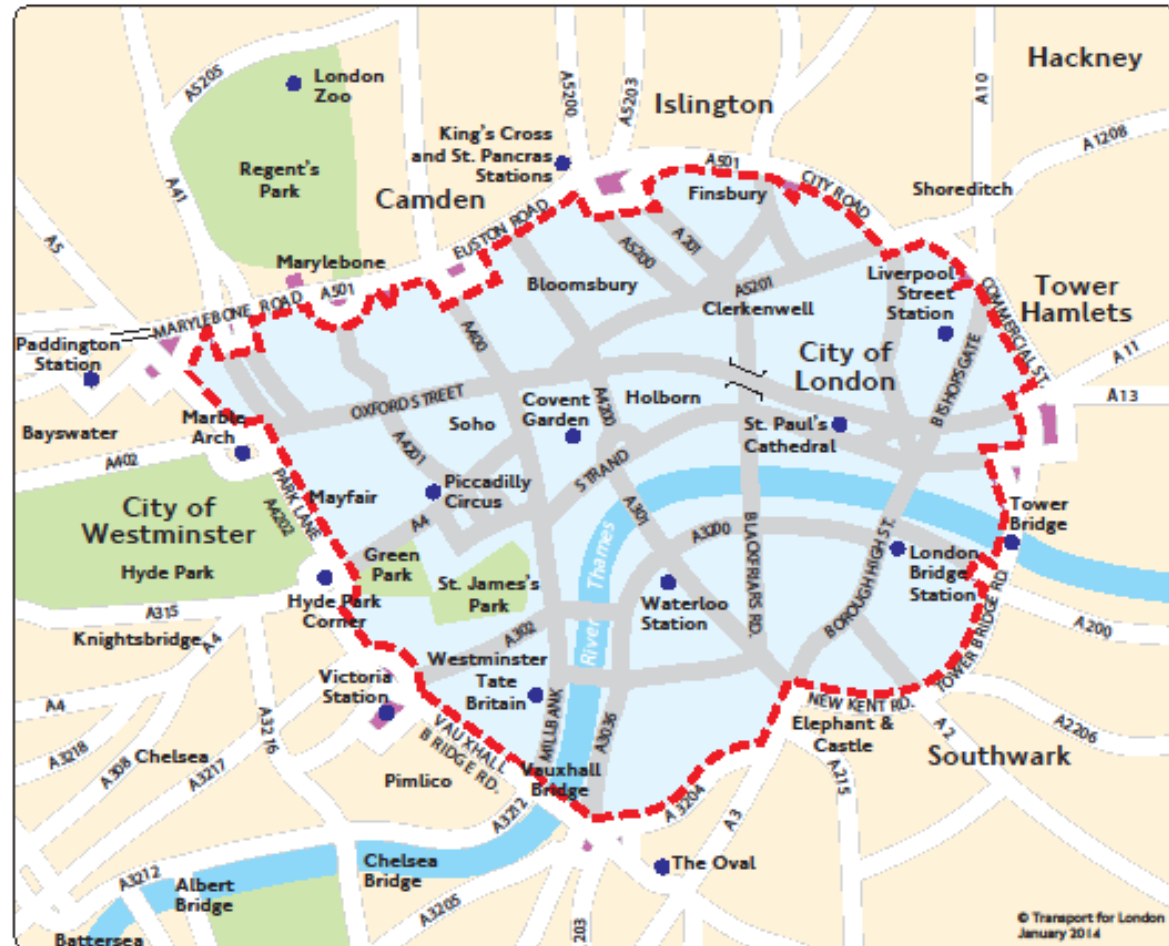 Hackney
A5205
London
Zoo
A5200
A5203
Islington
A10
A1208
King's Cross
and St. Pancras
Stations
A501
Regent's
Park
A41
Camden
Finsbury
CITY ROAD
Shoreditch
A5
EUSTON ROAD
Marylebone
A501
MARYLEBONE ROAD
Bloomsbury
A5200
A 201
A5201
Clerkenwell
Liverpool
Street
Station
COMMERCIAL ST.
Tower
Hamlets
A 11
A13
Paddington
Station
A400
City of
London
BISHOPSGATE
OXFORD STREET
Covent
Garden
A4200
Holborn
Marble
Arch
Bayswater
A402
Soho
A4201
St. Paul's
Cathedral
STRAND
PARK LANE
A4202
Mayfair
Piccadilly
Circus
A4
A301
A3200
BLACKFRIARS RD.
BOROUGH HIGH ST.
Tower
Bridge
City of
Westminster
Hyde Park
Green
Park
St. James's
Park
River Thames
London
Bridge
Station
TOWER BRIDGE RD.
A315
Hyde Park
Corner
Waterloo
Station
A200
Knightsbridge
A4
A302
Westminster
Tate
Britain
Victoria
Station
MILLBANK
A3036
NEW KENT RD.
Elephant &
Castle
A 2
A2206
Southwark
A4
A3218
A308
Chelsea
A3217
A3216
VAUXHALL
BRIDGE RD.
Pimlico
Vauxhall
Bridge
A3212
A 3204
A3
A215
The Oval
Chelsea
Bridge
A3212
Albert
Bridge
A3205
203
Battersea
© Transport for London
January 2014